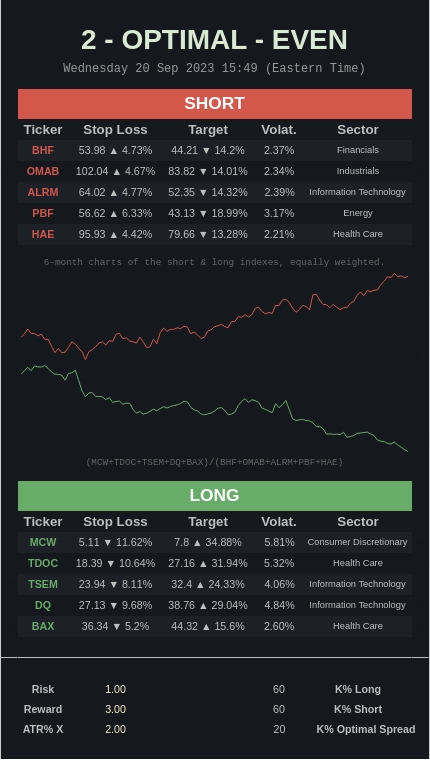 2 - OPTIMAL - EVEN
Wednesday 20 Sep 2023 15:49 (Eastern Time)
SHORT
Ticker Stop Loss Target Volat. Sector
BHF 53.98 ▲ 4.73% 44.21 ▼ 14.2% 2.37% Financials
OMAB 102.04 ▲ 4.67% 83.82 ▼ 14.01% 2.34% Industrials
ALRM 64.02 ▲ 4.77% 52.35 ▼ 14.32% 2.39% Information Technology
PBF 56.62 ▲ 6.33% 43.13 ▼ 18.99% 3.17% Energy
HAE 95.93 ▲ 4.42% 79.66 ▼ 13.28% 2.21% Health Care
6-month charts of the short & long indexes, equally weighted.
(MCW+TDOC+TSEM+DQ+BAX)/(BHF+OMAB+ALRM+PBF+HAE)
LONG
Ticker Stop Loss Target Volat. Sector
MCW 5.11 ▼ 11.62% 7.8 ▲ 34.88% 5.81% Consumer Discretionary
TDOC 18.39 ▼ 10.64% 27.16 ▲ 31.94% 5.32% Health Care
TSEM 23.94 ▼ 8.11% 32.4 ▲ 24.33% 4.06% Information Technology
DQ 27.13 ▼ 9.68% 38.76 ▲ 29.04% 4.84% Information Technology
BAX 36.34 ▼ 5.2% 44.32 ▲ 15.6% 2.60% Health Care
Risk 1.00 60 K% Long
Reward 3.00 60 K% Short
ATR% X 2.00 20 K% Optimal Spread